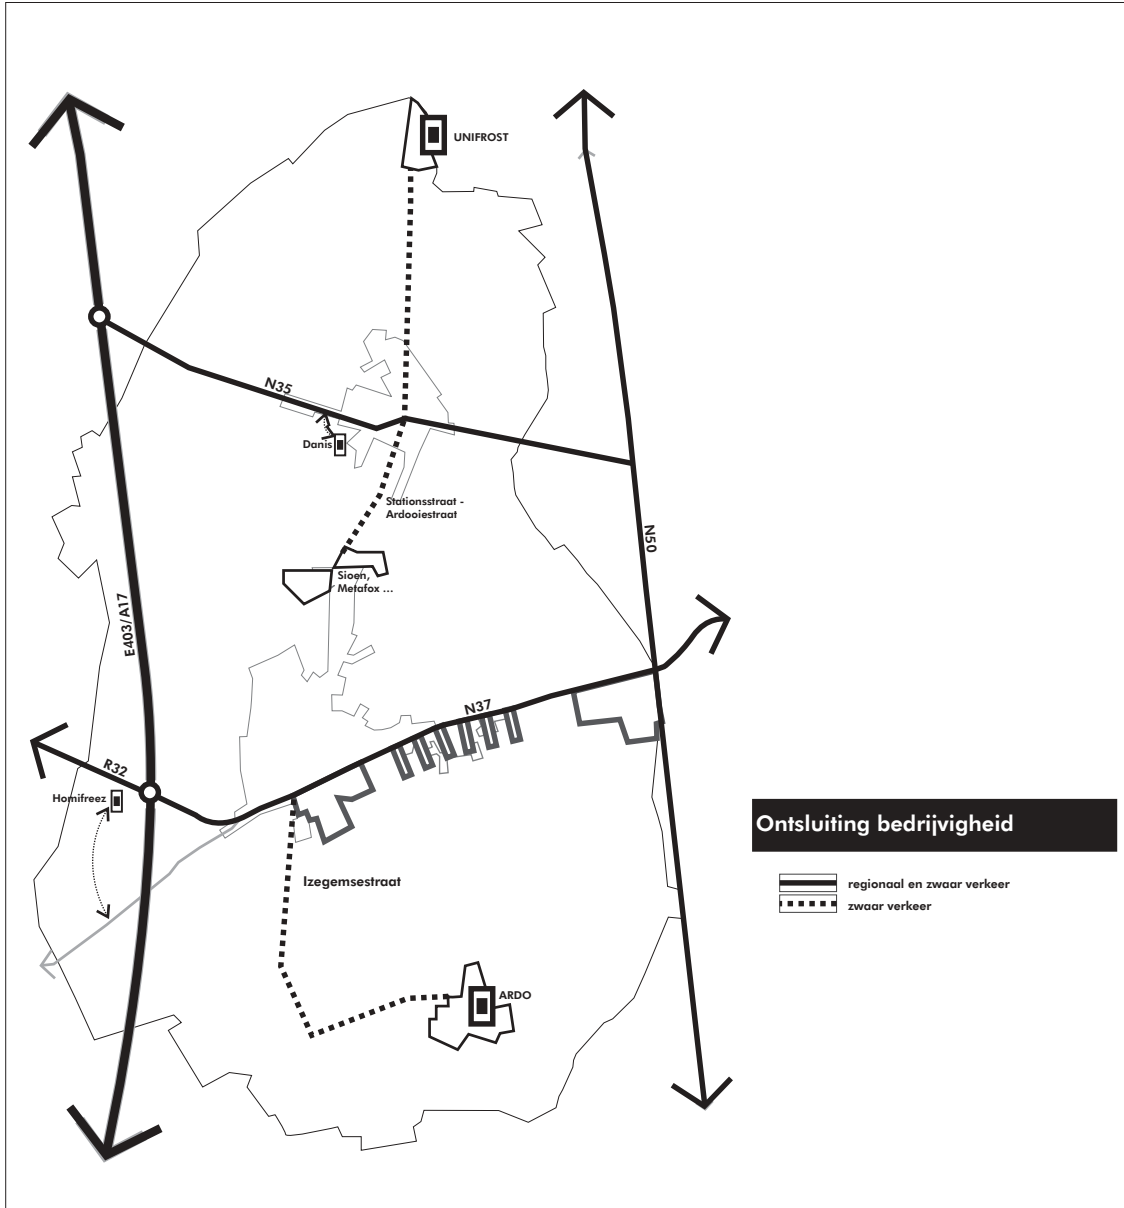 UNIFROST
N35
Danis
Stationsstraat -
Ardooiestraat
N50
Sioen,
Metafox ...
E403/A17
N37
R32
Homifreez
Ontsluiting bedrijvigheid
Izegemsestraat
regionaal en zwaar verkeer
zwaar verkeer
ARDO